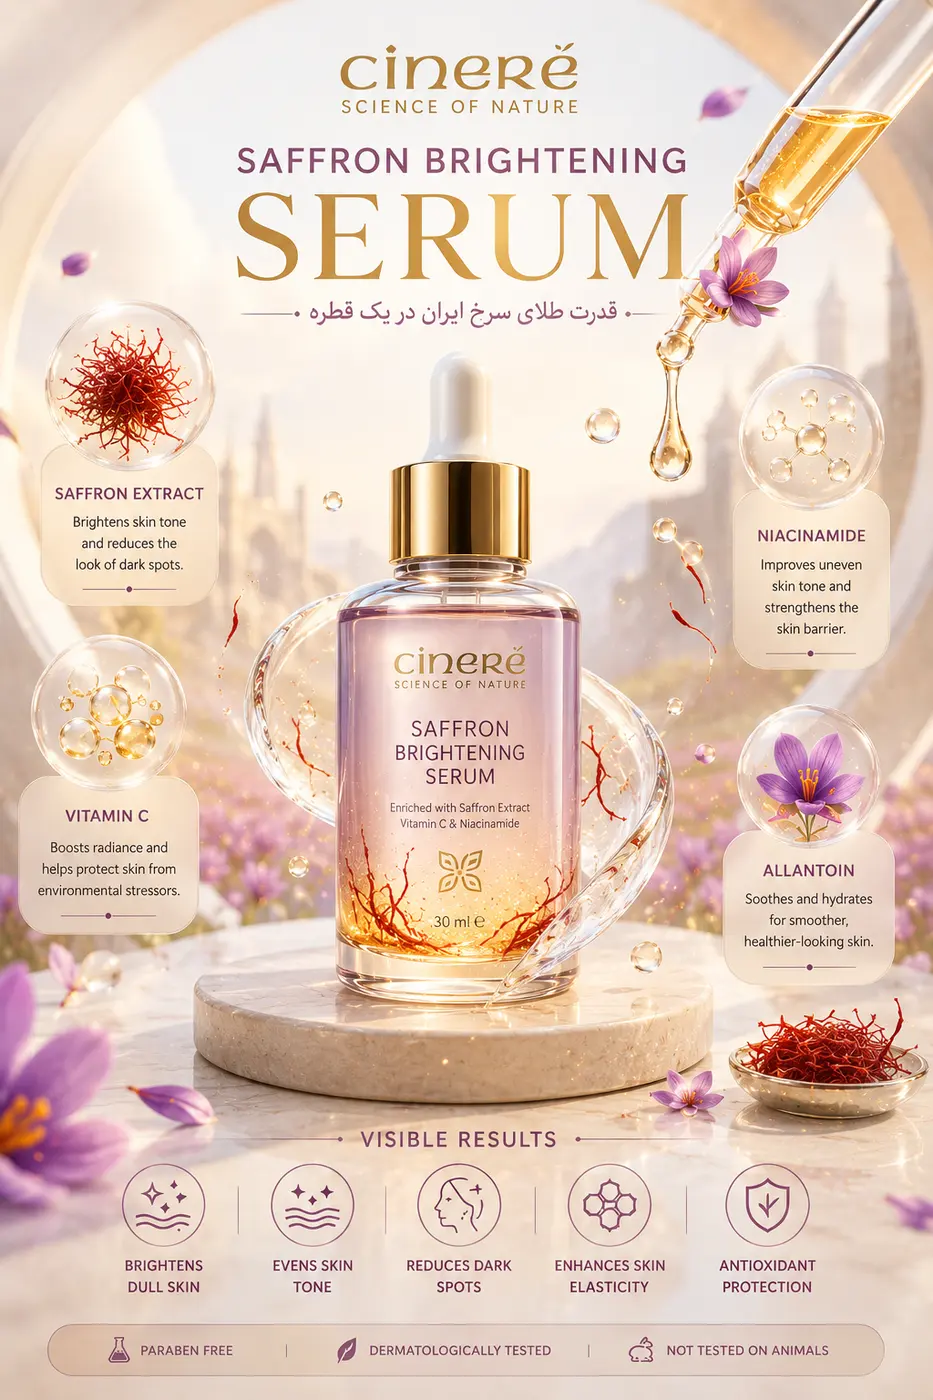 cinerĕ
SCIENCE OF NATURE
SAFFRON BRIGHTENING
SERUM
قدرت طلای سرخ ایران در یک قطره
SAFFRON EXTRACT
Brightens skin tone
and reduces the
look of dark spots.
NIACINAMIDE
Improves uneven
skin tone and
strengthens the
skin barrier.
cinerĕ
SCIENCE OF NATURE
SAFFRON
BRIGHTENING
SERUM
Enriched with Saffron Extract
Vitamin C & Niacinamide
30 ml ℮
VITAMIN C
Boosts radiance and
helps protect skin from
environmental stressors.
ALLANTOIN
Soothes and hydrates
for smoother,
healthier-looking skin.
VISIBLE RESULTS
BRIGHTENS
DULL SKIN
EVENS SKIN
TONE
REDUCES DARK
SPOTS
ENHANCES SKIN
ELASTICITY
ANTIOXIDANT
PROTECTION
PARABEN FREE
DERMATOLOGICALLY TESTED
NOT TESTED ON ANIMALS